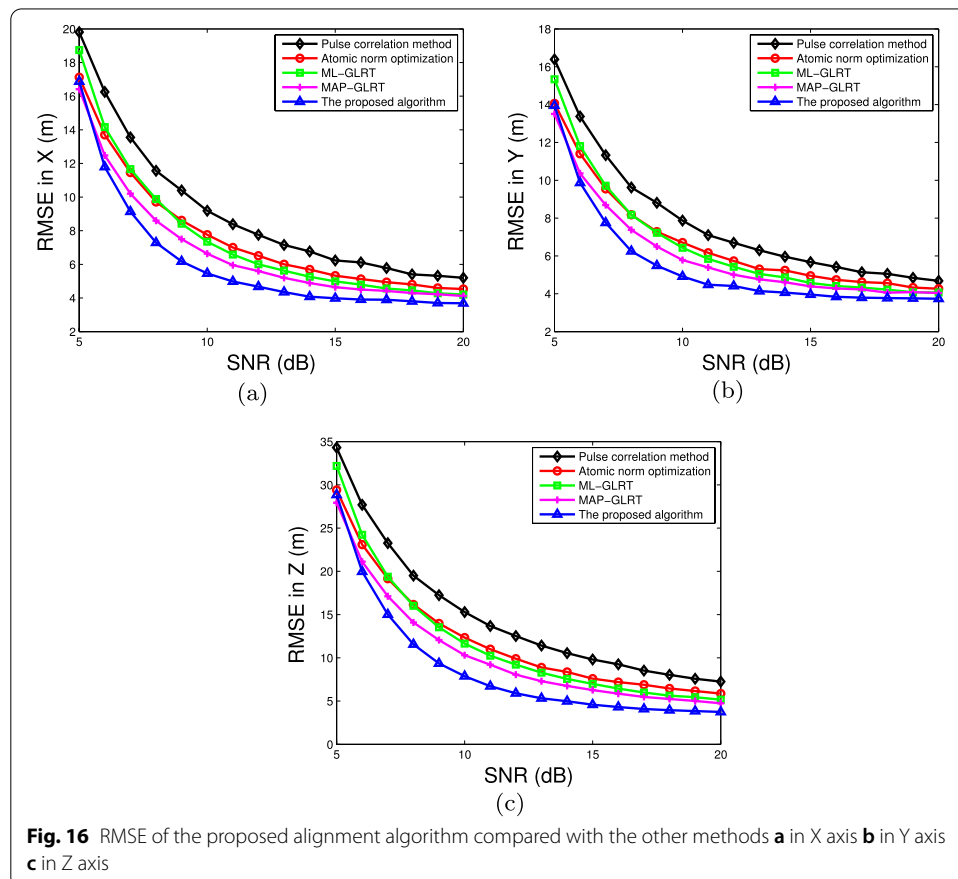 20
18
16
14
12
10
8
6
4
2
RMSE in X (m)
Pulse correlation method
Atomic norm optimization
ML-GLRT
MAP-GLRT
The proposed algorithm
5
10
15
20
SNR (dB)
(a)
18
16
14
12
10
8
6
4
2
RMSE in Y (m)
Pulse correlation method
Atomic norm optimization
ML-GLRT
MAP-GLRT
The proposed algorithm
5
10
15
20
SNR (dB)
(b)
35
30
25
20
15
10
5
0
RMSE in Z (m)
Pulse correlation method
Atomic norm optimization
ML-GLRT
MAP-GLRT
The proposed algorithm
5
10
15
20
SNR (dB)
(c)
Fig. 16 RMSE of the proposed alignment algorithm compared with the other methods a in X axis b in Y axis
c in Z axis